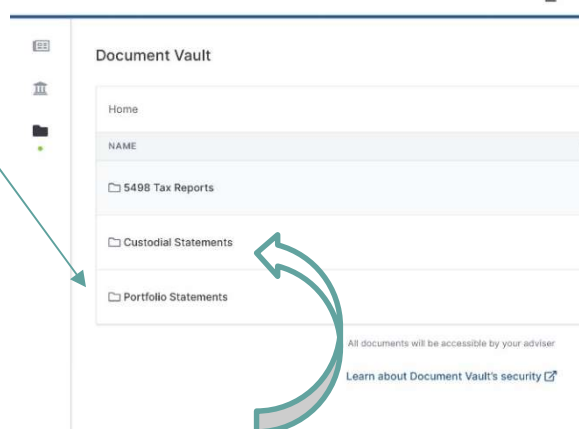 Document Vault
Home
NAME
5498 Tax Reports
Custodial Statements
Portfolio Statements
All documents will be accessible by your adviser
Learn about Document Vault's security